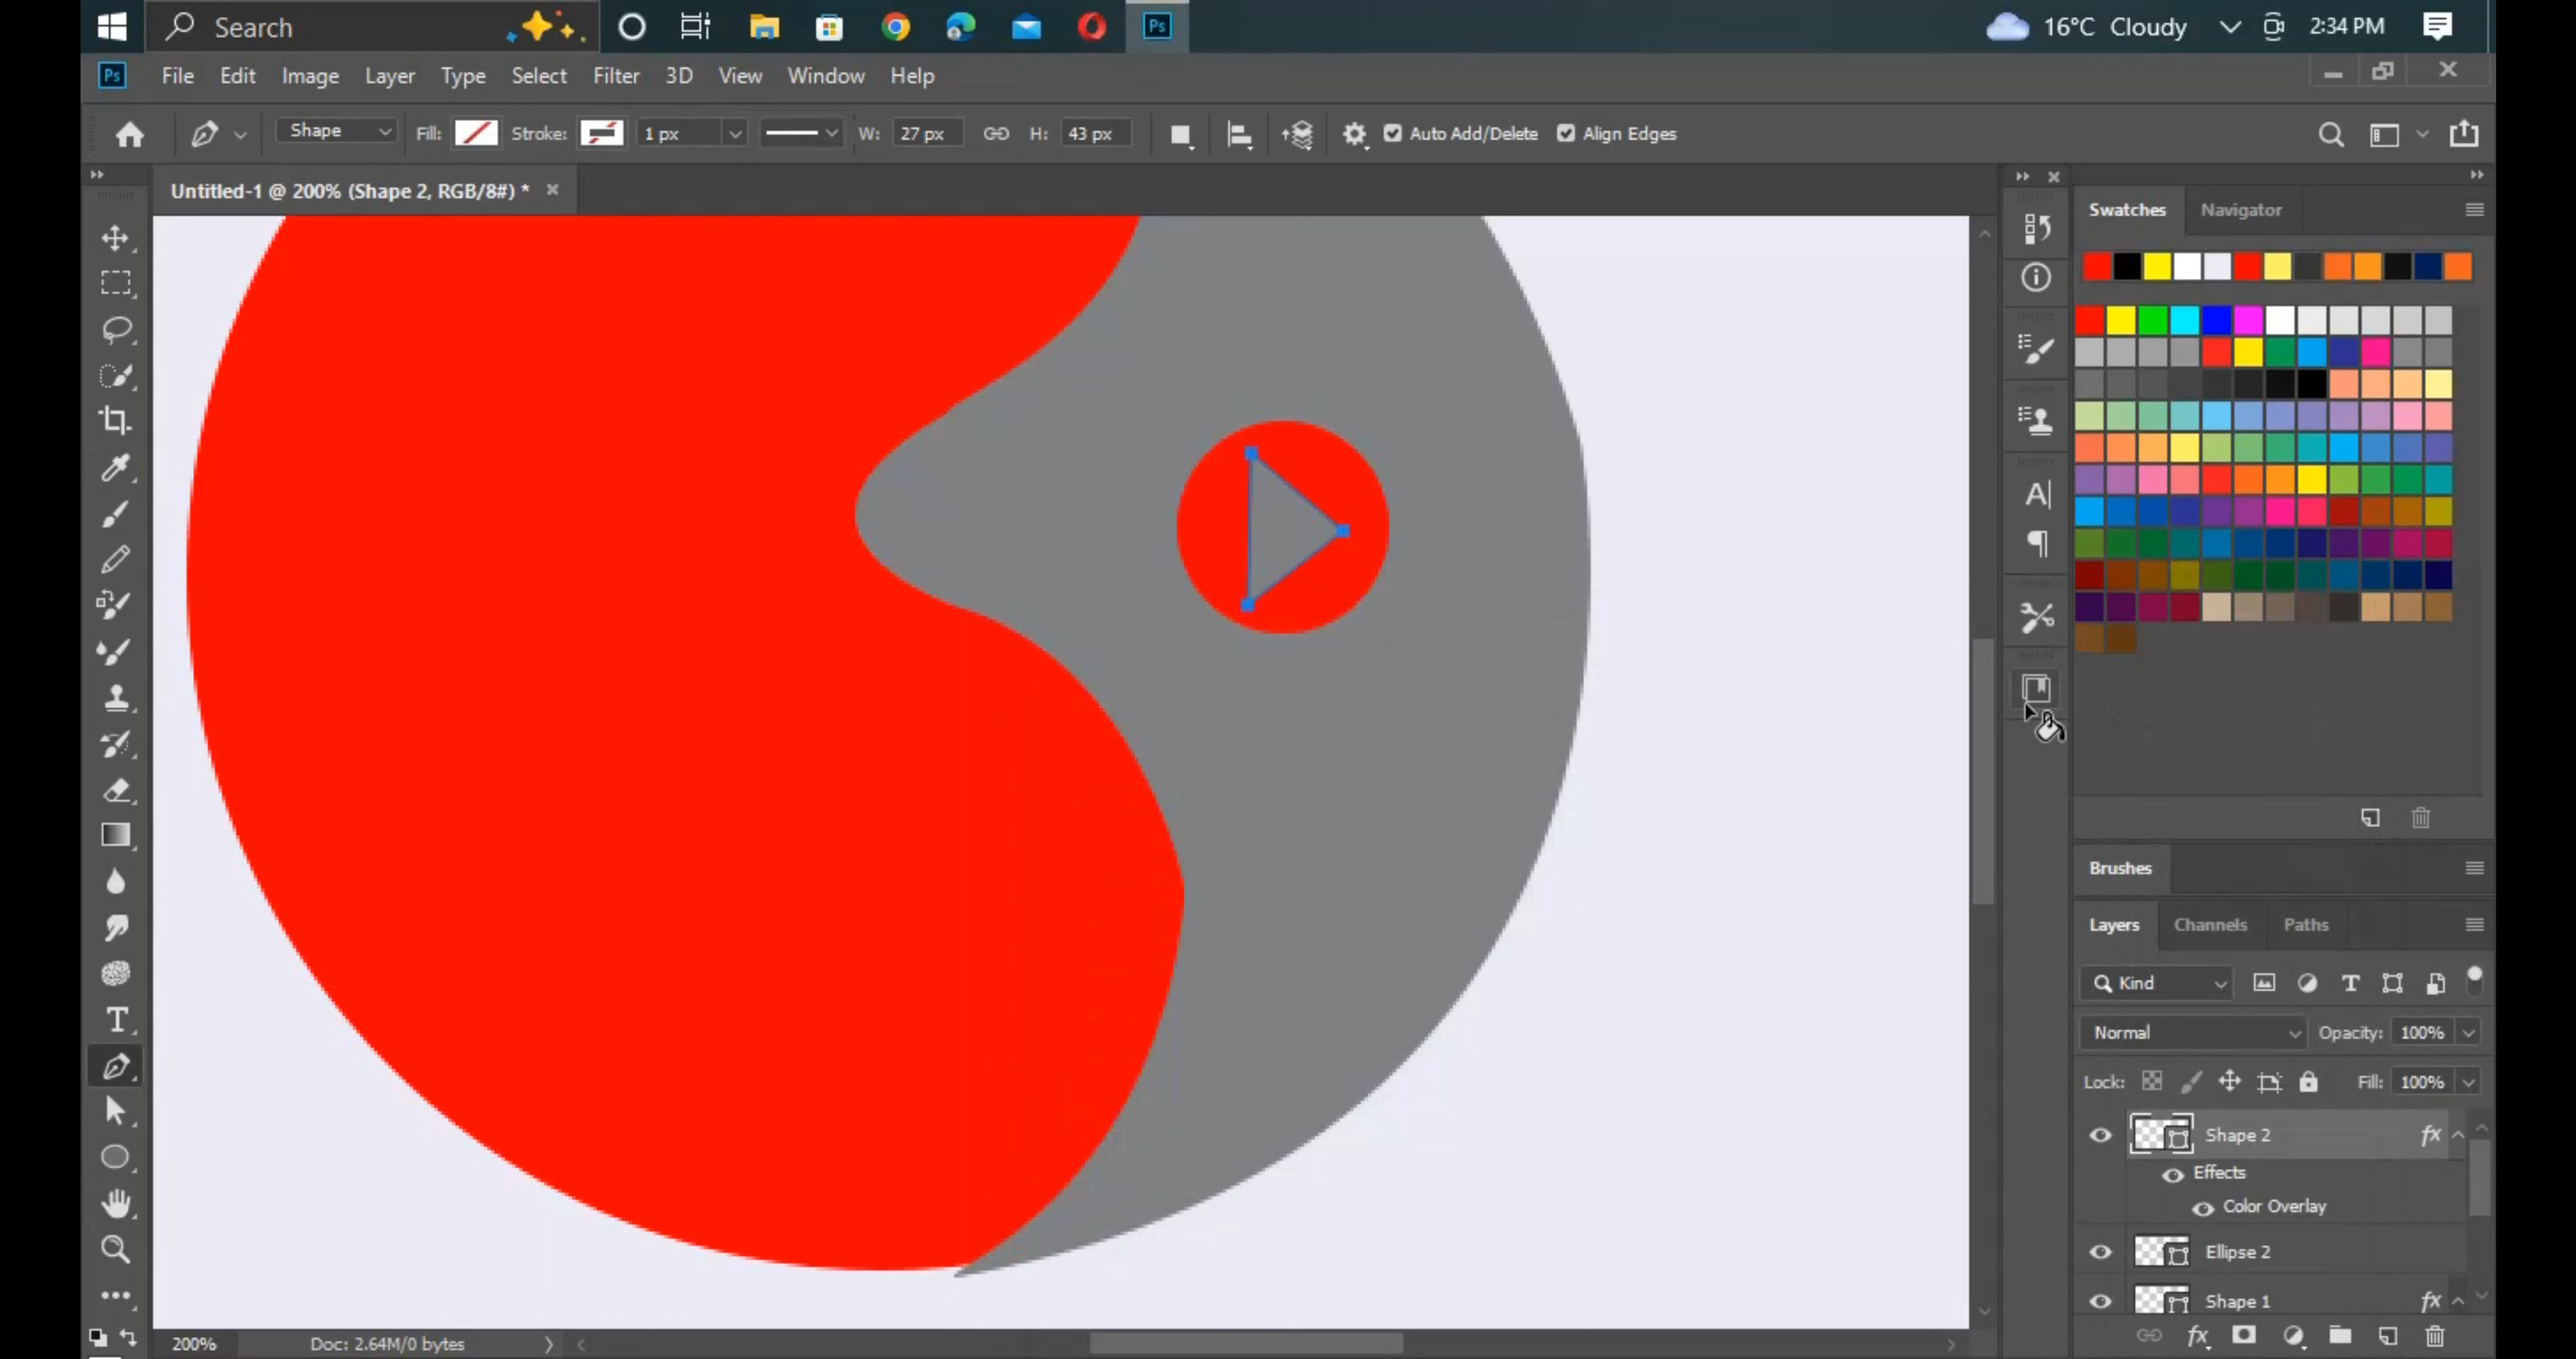 Search
16°C Cloudy
2:34 PM
Ps
Ps File Edit Image Layer Type Select Filter 3D View Window Help
Shape Fill: Stroke: 1 px W: 27 px H: 43 px Auto Add/Delete Align Edges
Untitled-1 @ 200% (Shape 2, RGB/8#) *
Swatches Navigator
Brushes
Layers Channels Paths
Kind
Normal Opacity: 100%
Lock: Fill: 100%
Shape 2 fx
Effects
Color Overlay
Ellipse 2
Shape 1 fx
200% Doc: 2.64M/0 bytes
fx